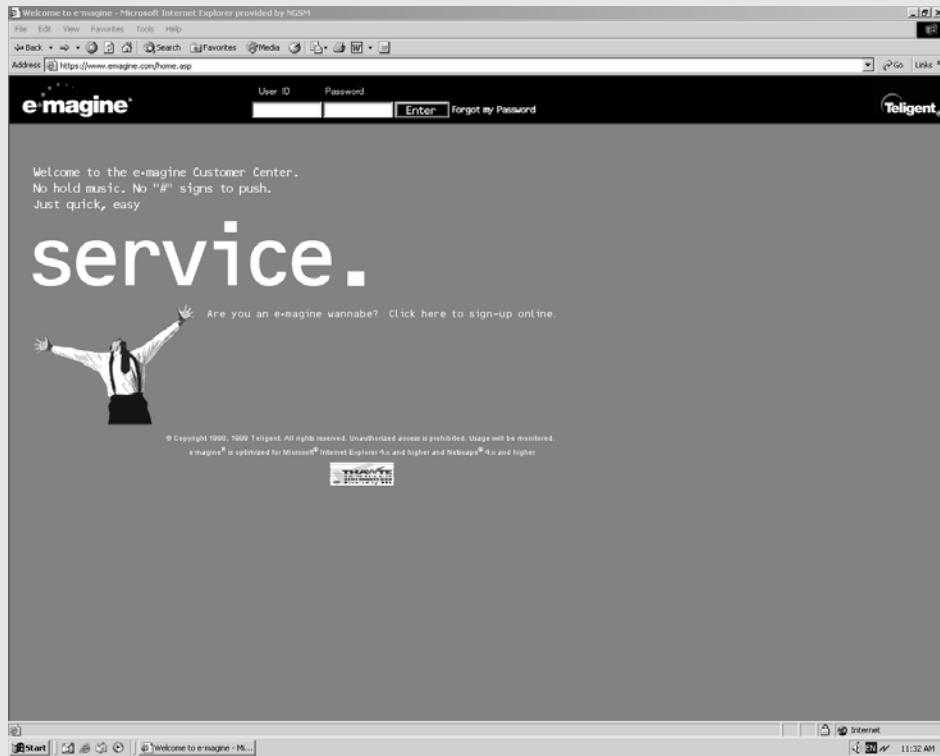 Welcome to e·magine - Microsoft Internet Explorer provided by NGSM
File Edit View Favorites Tools Help
Back Search Favorites Media
Address https://www.emagine.com/home.asp Go Links
e·magine User ID Password
Enter Forgot my Password Teligent
Welcome to the e·magine Customer Center.
No hold music. No "#" signs to push.
Just quick, easy
service.
Are you an e·magine wannabe? Click here to sign-up online.
© Copyright 1998, 1999 Teligent. All rights reserved. Unauthorized access is prohibited. Usage will be monitored.
e·magine® is optimized for Microsoft® Internet Explorer 4.x and higher and Netscape® 4.x and higher
THAWTE
Internet
Start Welcome to e·magine - Mi... EN 11:32 AM